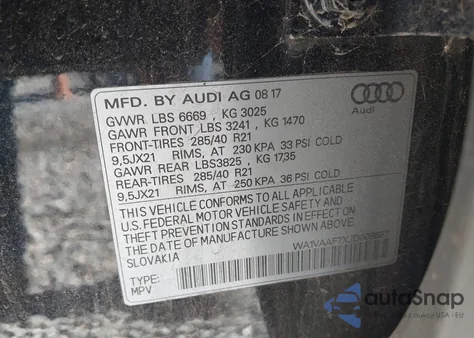 MFD. BY AUDI AG 08 17
Audi
GVWR LBS 6669 , KG 3025
GAWR FRONT LBS 3241 , KG 1470
FRONT-TIRES 285/40 R21
9,5JX21 RIMS, AT 230 KPA 33 PSI COLD
GAWR REAR LBS3825 , KG 1735
REAR-TIRES 285/40 R21
9,5JX21 RIMS, AT 250 KPA 36 PSI COLD
THIS VEHICLE CONFORMS TO ALL APPLICABLE
U.S. FEDERAL MOTOR VEHICLE SAFETY AND
THEFT PREVENTION STANDARDS IN EFFECT ON
THE DATE OF MANUFACTURE SHOWN ABOVE.
SLOVAKIA
TYPE:
MPV
autoSnap